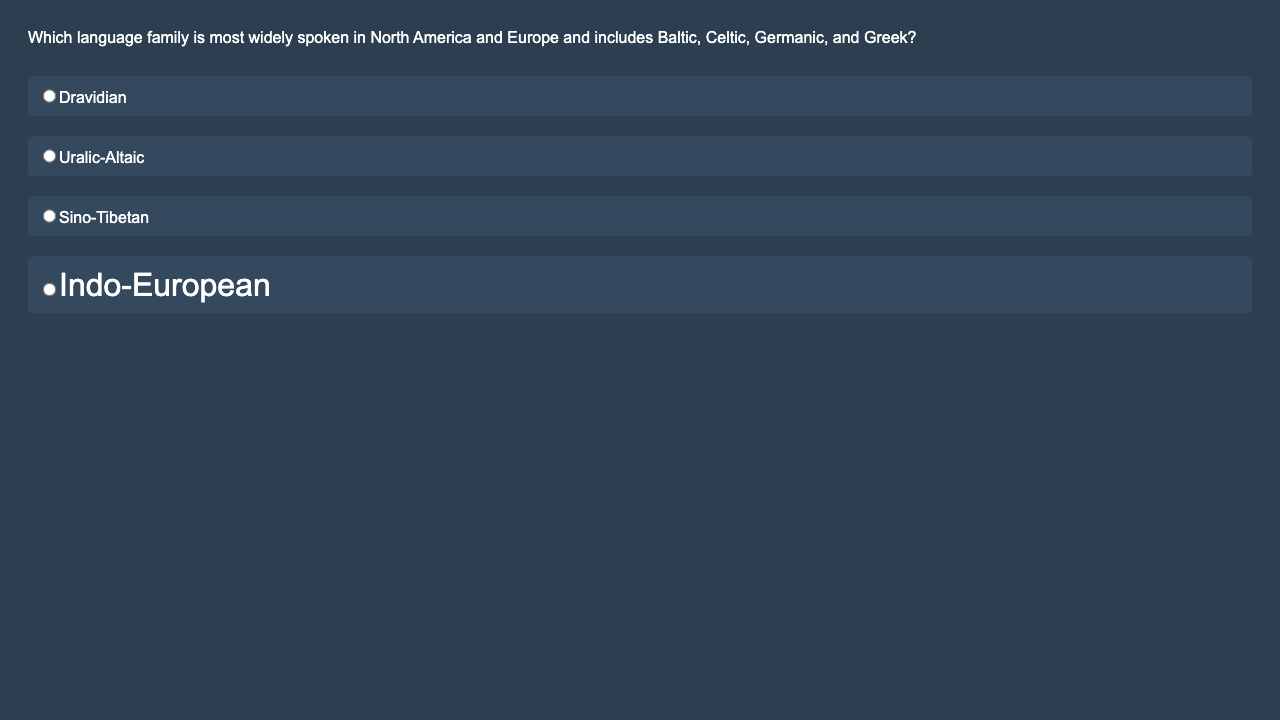 Which language family is most widely spoken in North America and Europe and includes Baltic, Celtic, Germanic, and Greek?
Dravidian
Uralic-Altaic
Sino-Tibetan
Indo-European